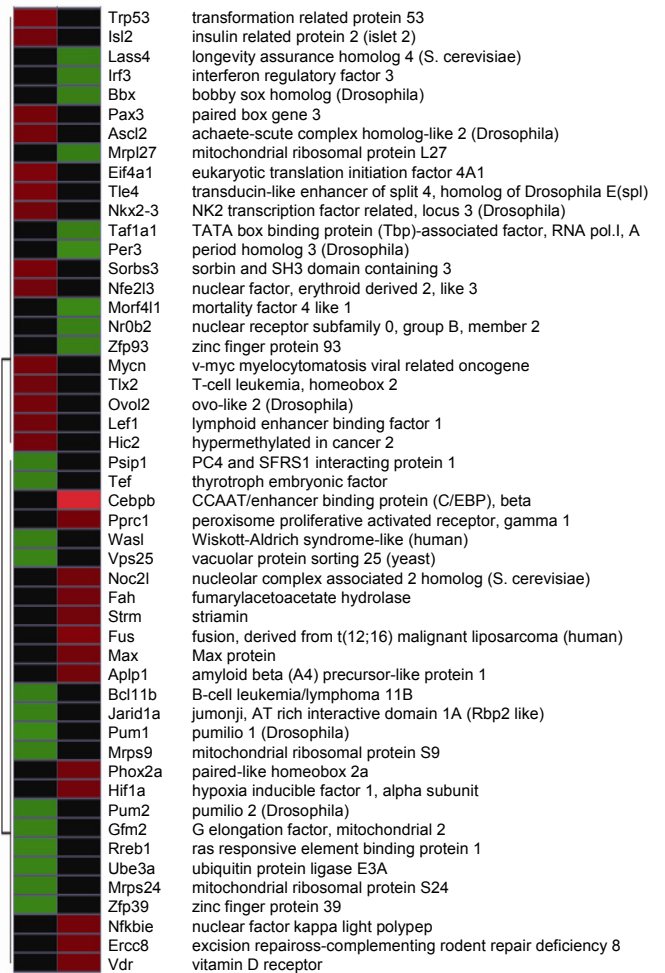 Trp53 transformation related protein 53
Isl2 insulin related protein 2 (islet 2)
Lass4 longevity assurance homolog 4 (S. cerevisiae)
Irf3 interferon regulatory factor 3
Bbx bobby sox homolog (Drosophila)
Pax3 paired box gene 3
Ascl2 achaete-scute complex homolog-like 2 (Drosophila)
Mrpl27 mitochondrial ribosomal protein L27
Eif4a1 eukaryotic translation initiation factor 4A1
Tle4 transducin-like enhancer of split 4, homolog of Drosophila E(spl)
Nkx2-3 NK2 transcription factor related, locus 3 (Drosophila)
Taf1a1 TATA box binding protein (Tbp)-associated factor, RNA pol.I, A
Per3 period homolog 3 (Drosophila)
Sorbs3 sorbin and SH3 domain containing 3
Nfe2l3 nuclear factor, erythroid derived 2, like 3
Morf4l1 mortality factor 4 like 1
Nr0b2 nuclear receptor subfamily 0, group B, member 2
Zfp93 zinc finger protein 93
Mycn v-myc myelocytomatosis viral related oncogene
Tlx2 T-cell leukemia, homeobox 2
Ovol2 ovo-like 2 (Drosophila)
Lef1 lymphoid enhancer binding factor 1
Hic2 hypermethylated in cancer 2
Psip1 PC4 and SFRS1 interacting protein 1
Tef thyrotroph embryonic factor
Cebpb CCAAT/enhancer binding protein (C/EBP), beta
Pprc1 peroxisome proliferative activated receptor, gamma 1
Wasl Wiskott-Aldrich syndrome-like (human)
Vps25 vacuolar protein sorting 25 (yeast)
Noc2l nucleolar complex associated 2 homolog (S. cerevisiae)
Fah fumarylacetoacetate hydrolase
Strm striamin
Fus fusion, derived from t(12;16) malignant liposarcoma (human)
Max Max protein
Aplp1 amyloid beta (A4) precursor-like protein 1
Bcl11b B-cell leukemia/lymphoma 11B
Jarid1a jumonji, AT rich interactive domain 1A (Rbp2 like)
Pum1 pumilio 1 (Drosophila)
Mrps9 mitochondrial ribosomal protein S9
Phox2a paired-like homeobox 2a
Hif1a hypoxia inducible factor 1, alpha subunit
Pum2 pumilio 2 (Drosophila)
Gfm2 G elongation factor, mitochondrial 2
Rreb1 ras responsive element binding protein 1
Ube3a ubiquitin protein ligase E3A
Mrps24 mitochondrial ribosomal protein S24
Zfp39 zinc finger protein 39
Nfkbie nuclear factor kappa light polypep
Ercc8 excision repaiross-complementing rodent repair deficiency 8
Vdr vitamin D receptor